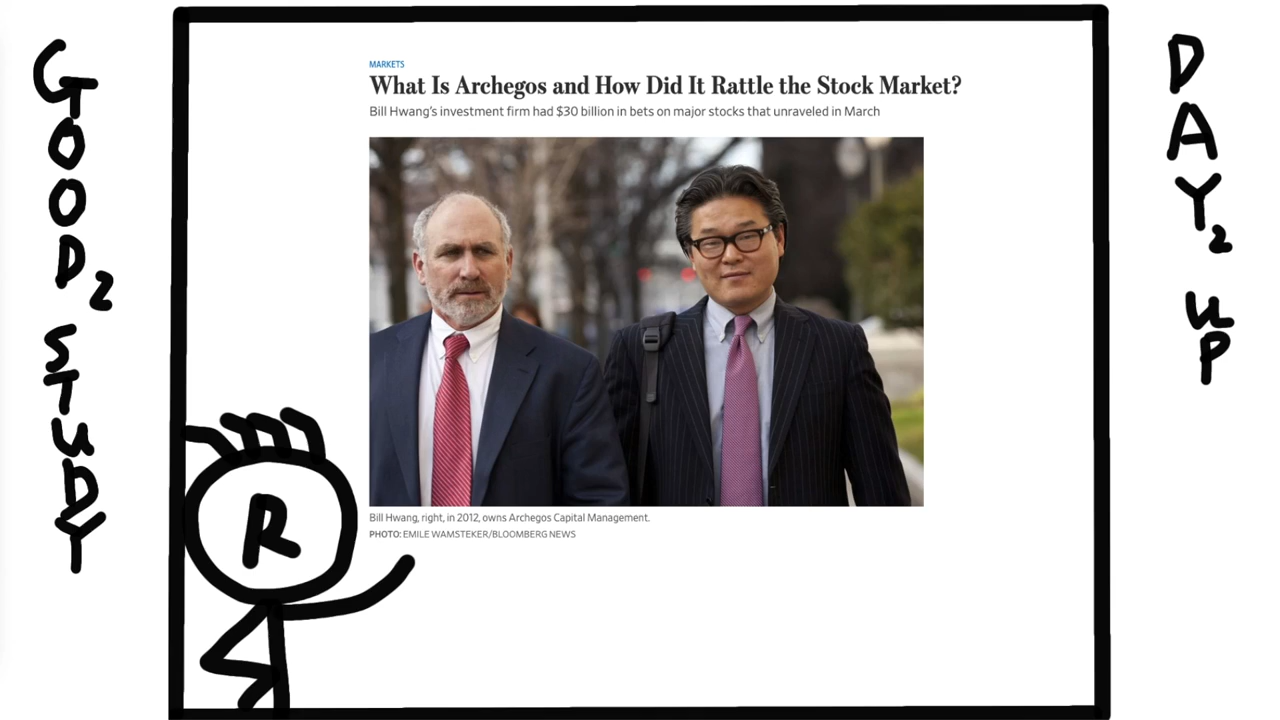 GOOD2 STUDY
MARKETS
What Is Archegos and How Did It Rattle the Stock Market?
Bill Hwang's investment firm had $30 billion in bets on major stocks that unraveled in March
Bill Hwang, right, in 2012, owns Archegos Capital Management.
PHOTO: EMILE WAMSTEKER/BLOOMBERG NEWS
R
DAY2 UP